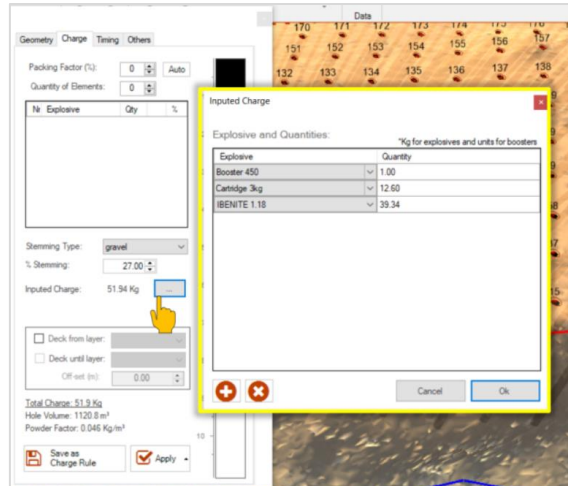 Data
170 171 172 173 174 175 176
151 152 153 154 155 156 157
132 133 134 135 136 137 138
Geometry Charge Timing Others
Packing Factor (%): 0 Auto
Quantity of Elements: 0
Nr Explosive Qty %
Stemming Type: gravel
% Stemming: 27.00
Inputed Charge: 51.94 Kg ...
Deck from layer:
Deck until layer:
Off-set (m): 0.00
Total Charge: 51.9 Kg
Hole Volume: 1120.8 m³
Powder Factor: 0.046 Kg/m³
Save as
Charge Rule
Apply
10
Inputed Charge
Explosive and Quantities:
*Kg for explosives and units for boosters
Explosive Quantity
Booster 450 1.00
Cartridge 3kg 12.60
IBENITE 1.18 39.34
Cancel Ok